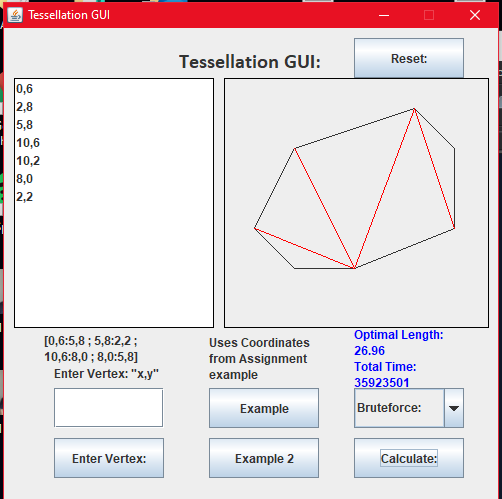 Tessellation GUI
Tessellation GUI:
Reset:
0,6
2,8
5,8
10,6
10,2
8,0
2,2
[0,6:5,8 ; 5,8:2,2 ;
10,6:8,0 ; 8,0:5,8]
Enter Vertex: "x,y"
Uses Coordinates
from Assignment
example
Optimal Length:
26.96
Total Time:
35923501
Example
Bruteforce:
Enter Vertex:
Example 2
Calculate: